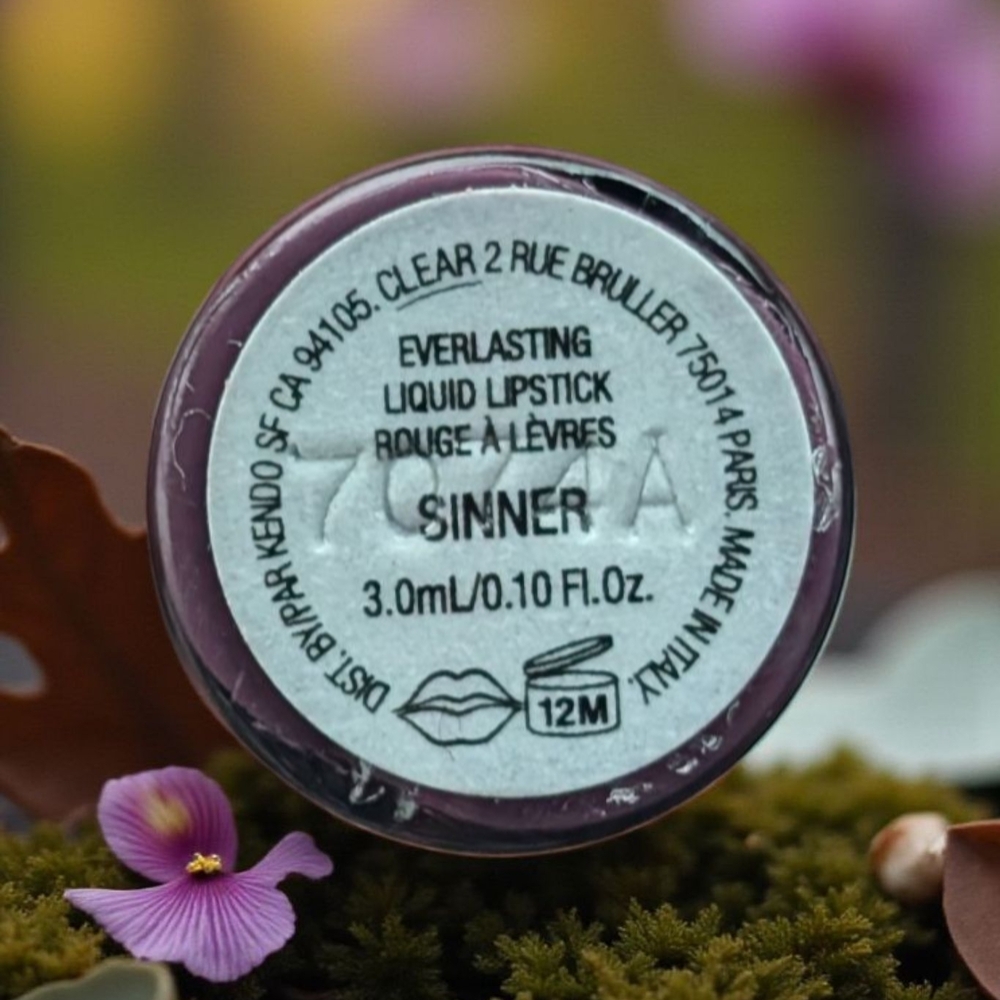 DIST. BY/PAR KENDO SF CA 94105. CLEAR 2 RUE BRULLER 75014 PARIS. MADE IN ITALY.
EVERLASTING
LIQUID LIPSTICK
ROUGE À LÈVRES
SINNER
3.0mL/0.10 Fl.Oz.
12M